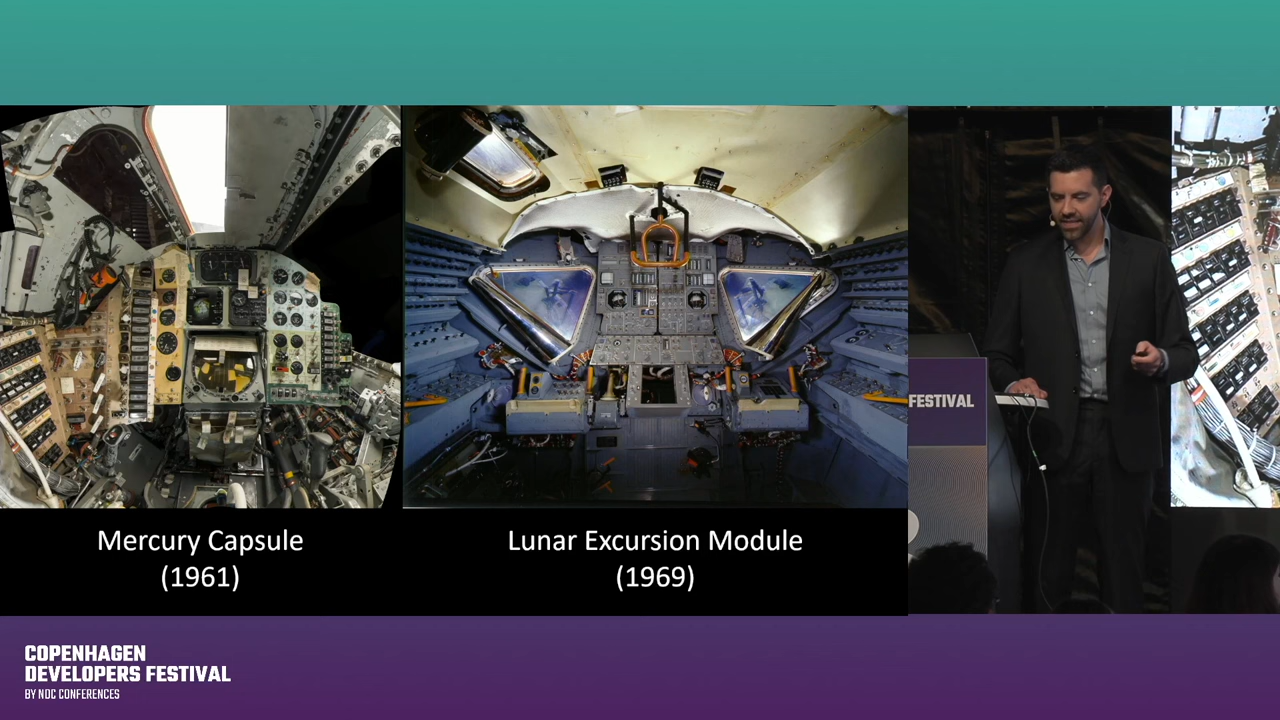 Mercury Capsule
(1961)
Lunar Excursion Module
(1969)
FESTIVAL
COPENHAGEN
DEVELOPERS FESTIVAL
BY NDC CONFERENCES